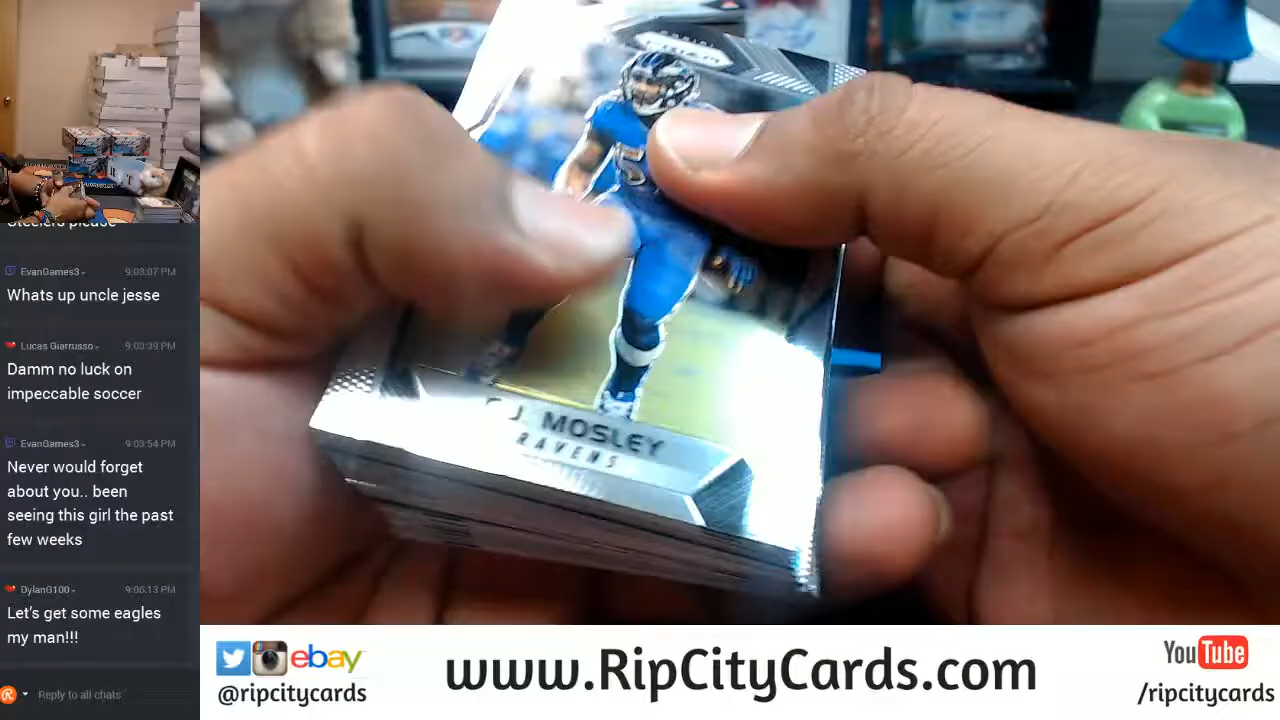 Steelers please
EvanGames3
9:03:07 PM
Whats up uncle jesse
Lucas Giarrusso
9:03:39 PM
Damm no luck on
impeccable soccer
EvanGames3
9:03:54 PM
Never would forget
about you.. been
seeing this girl the past
few weeks
DylanG100
9:06:13 PM
Let's get some eagles
my man!!!
Reply to all chats
MOSLEY
RAVENS
ebay
@ripcitycards
www.RipCityCards.com
YouTube
/ripcitycards